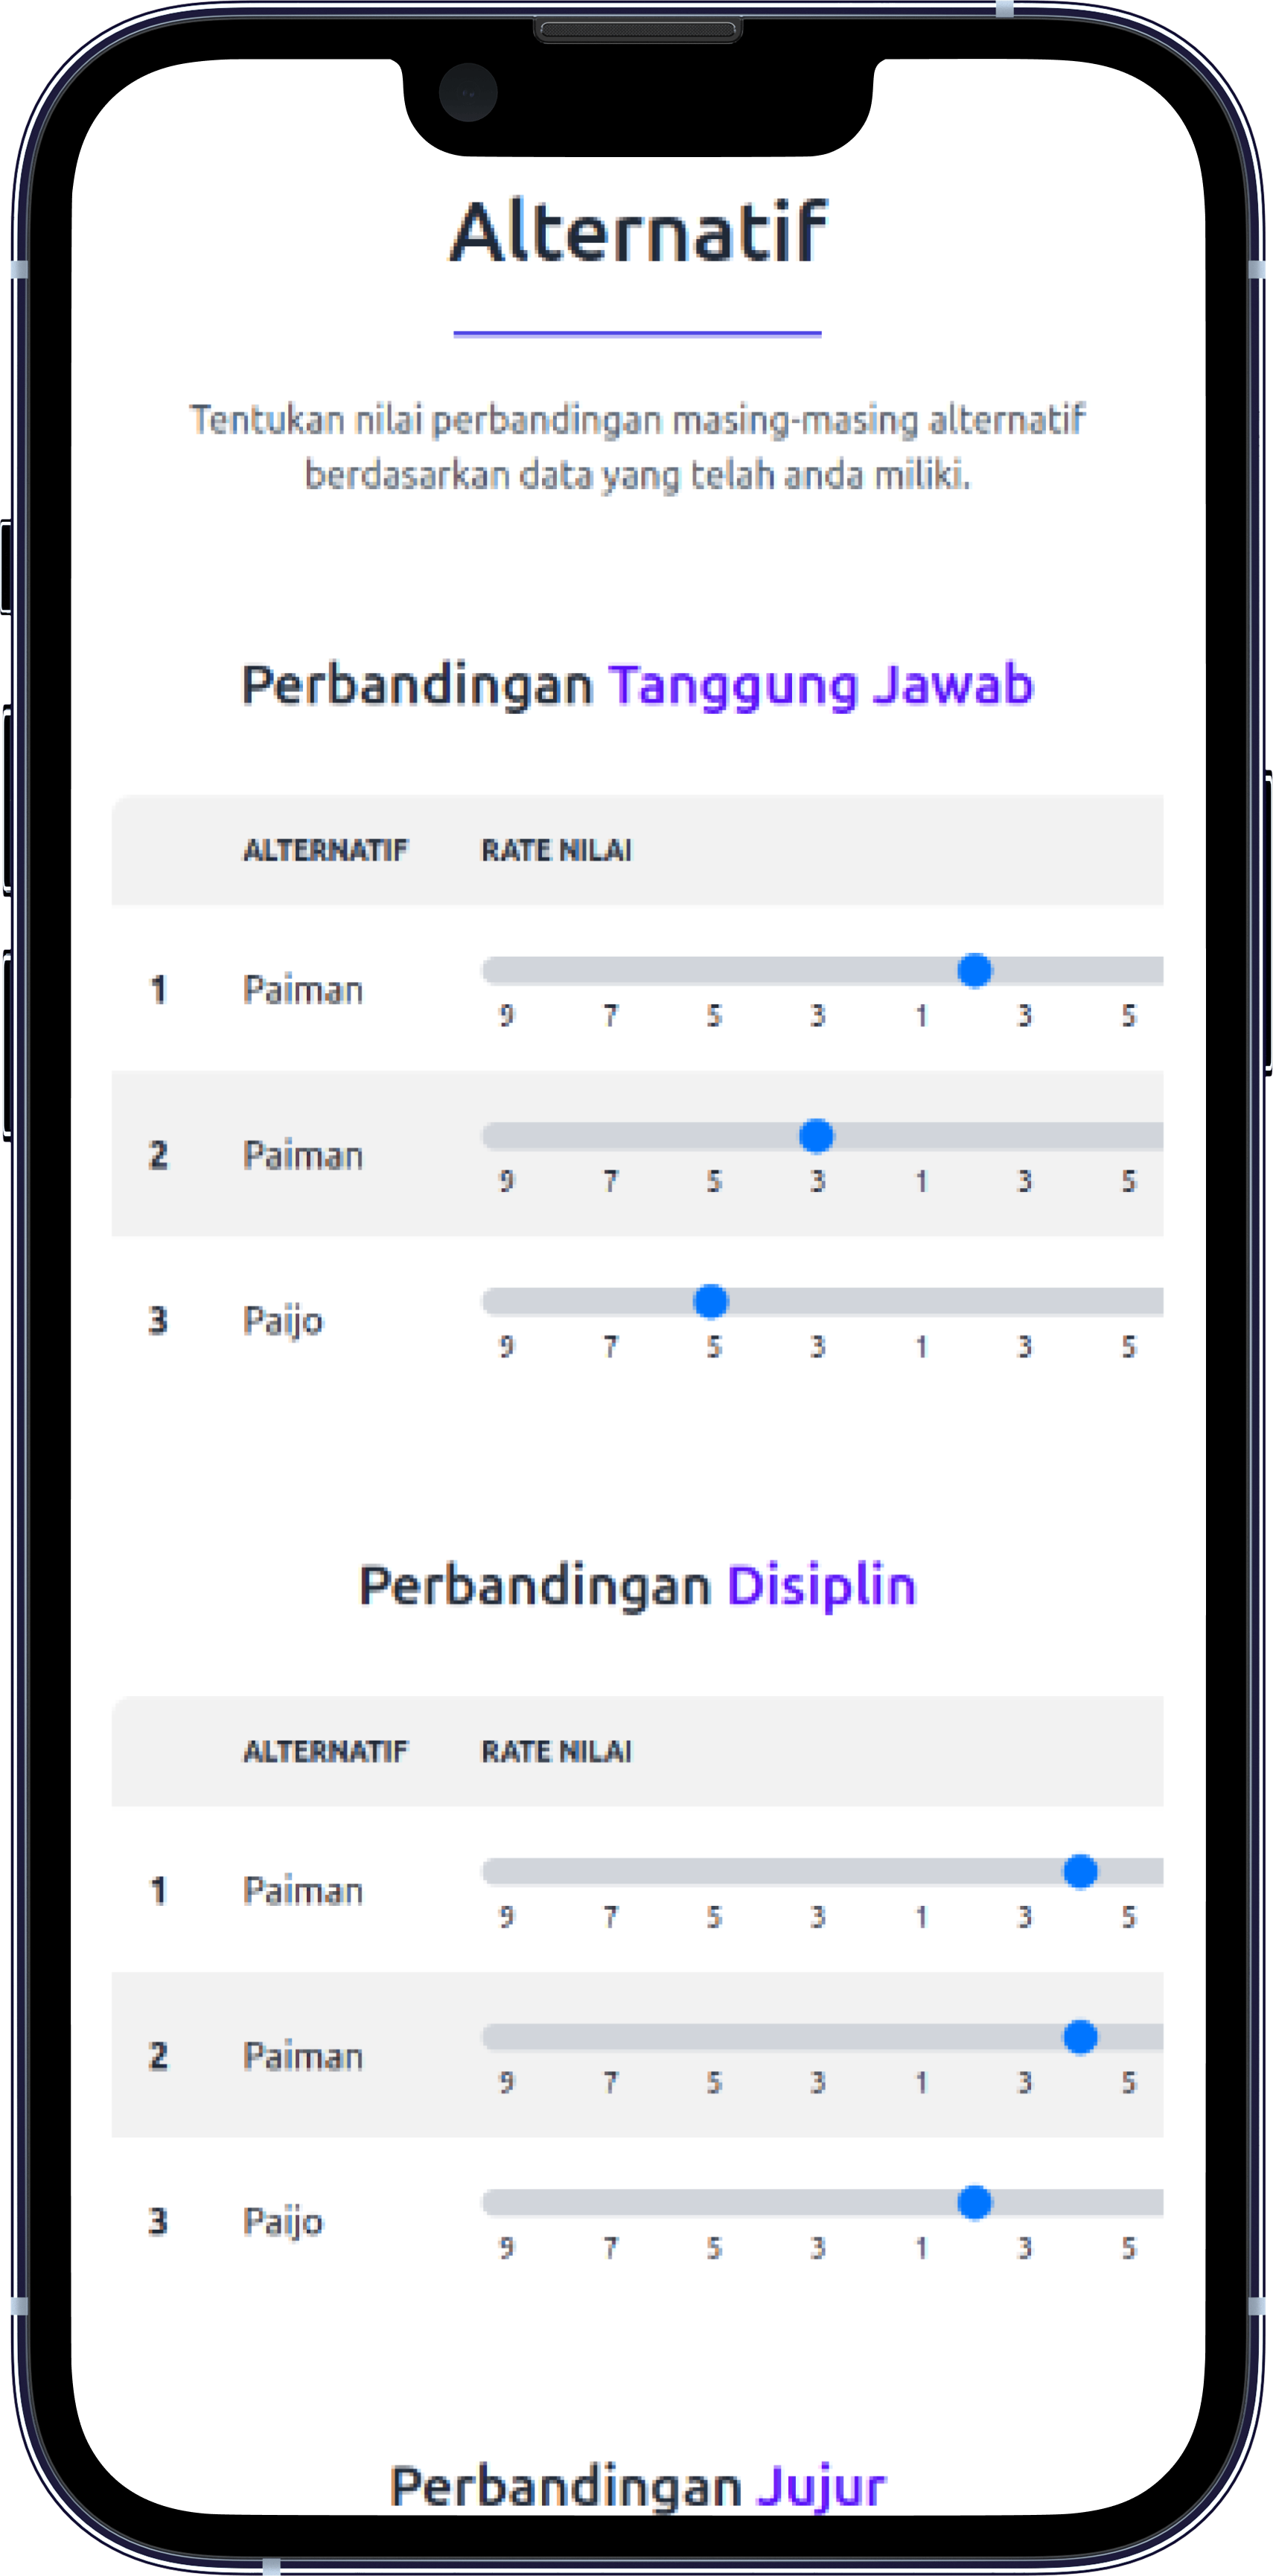 Alternatif
Tentukan nilai perbandingan masing-masing alternatif
berdasarkan data yang telah anda miliki.
Perbandingan Tanggung Jawab
ALTERNATIF RATE NILAI
1 Paiman
9 7 5 3 1 3 5
2 Paiman
9 7 5 3 1 3 5
3 Paijo
9 7 5 3 1 3 5
Perbandingan Disiplin
ALTERNATIF RATE NILAI
1 Paiman
9 7 5 3 1 3 5
2 Paiman
9 7 5 3 1 3 5
3 Paijo
9 7 5 3 1 3 5
Perbandingan Jujur